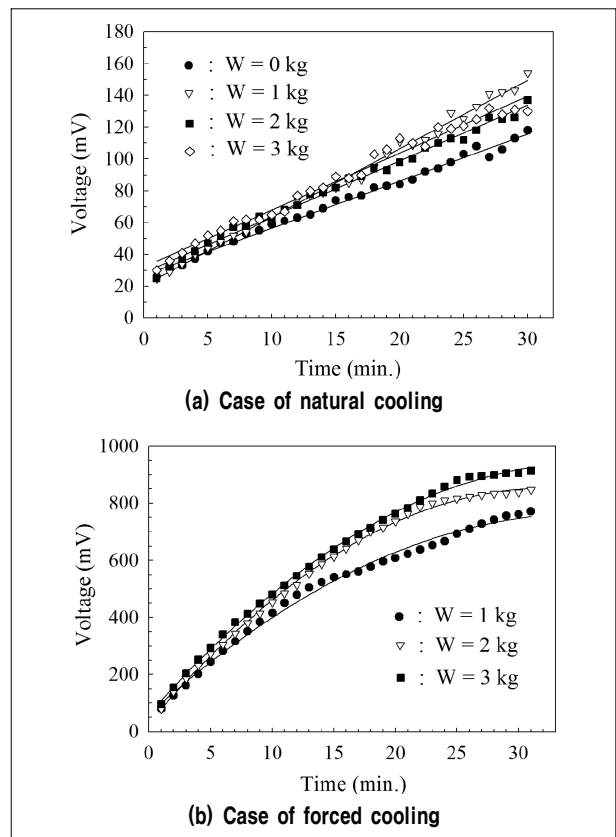 180
160
140
120
100
80
60
40
20
0
Voltage (mV)
: W = 0 kg
: W = 1 kg
: W = 2 kg
: W = 3 kg
0 5 10 15 20 25 30
Time (min.)
(a) Case of natural cooling
1000
800
600
400
200
0
Voltage (mV)
: W = 1 kg
: W = 2 kg
: W = 3 kg
0 5 10 15 20 25 30
Time (min.)
(b) Case of forced cooling